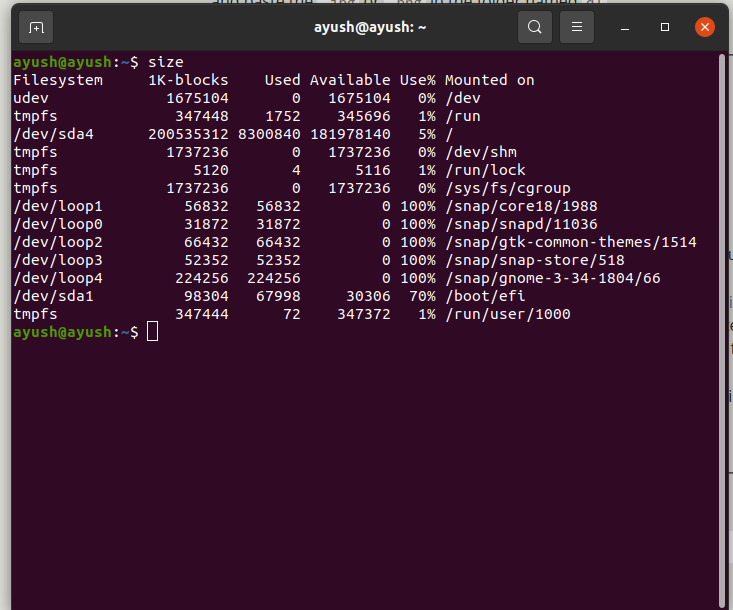 ayush@ayush: ~
ayush@ayush:~$ size
Filesystem     1K-blocks    Used Available Use% Mounted on
udev             1675104       0   1675104   0% /dev
tmpfs             347448    1752    345696   1% /run
/dev/sda4      200535312 8300840 181978140   5% /
tmpfs            1737236       0   1737236   0% /dev/shm
tmpfs               5120       4      5116   1% /run/lock
tmpfs            1737236       0   1737236   0% /sys/fs/cgroup
/dev/loop1         56832   56832         0 100% /snap/core18/1988
/dev/loop0         31872   31872         0 100% /snap/snapd/11036
/dev/loop2         66432   66432         0 100% /snap/gtk-common-themes/1514
/dev/loop3         52352   52352         0 100% /snap/snap-store/518
/dev/loop4        224256  224256         0 100% /snap/gnome-3-34-1804/66
/dev/sda1          98304   67998     30306  70% /boot/efi
tmpfs             347444      72    347372   1% /run/user/1000
ayush@ayush:~$